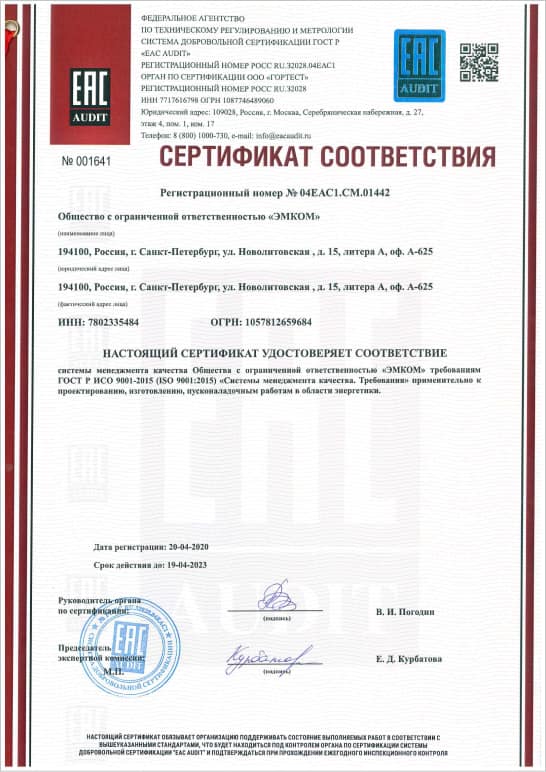 ФЕДЕРАЛЬНОЕ АГЕНТСТВО
ПО ТЕХНИЧЕСКОМУ РЕГУЛИРОВАНИЮ И МЕТРОЛОГИИ
СИСТЕМА ДОБРОВОЛЬНОЙ СЕРТИФИКАЦИИ ГОСТ Р
«EAC AUDIT»
РЕГИСТРАЦИОННЫЙ НОМЕР РОСС RU.32028.04ЕАС1
ОРГАН ПО СЕРТИФИКАЦИИ ООО «ГОРТЕСТ»
РЕГИСТРАЦИОННЫЙ НОМЕР РОСС RU.32028
ИНН 7717616798 ОГРН 1087746489060
Юридический адрес: 109028, Россия, г. Москва, Серебряническая набережная, д. 27,
этаж 4, пом. 1, ком. 17
Телефон: 8 (800) 1000-730, e-mail: info@eacaudit.ru
EAC
AUDIT
EAC
AUDIT
№ 001641
СЕРТИФИКАТ СООТВЕТСТВИЯ
Регистрационный номер № 04ЕАС1.СМ.01442
Общество с ограниченной ответственностью «ЭМКОМ»
(наименование лица)
194100, Россия, г. Санкт-Петербург, ул. Новолитовская , д. 15, литера А, оф. А-625
(юридический адрес лица)
194100, Россия, г. Санкт-Петербург, ул. Новолитовская , д. 15, литера А, оф. А-625
(фактический адрес лица)
ИНН: 7802335484 ОГРН: 1057812659684
НАСТОЯЩИЙ СЕРТИФИКАТ УДОСТОВЕРЯЕТ СООТВЕТСТВИЕ
системы менеджмента качества Общества с ограниченной ответственностью «ЭМКОМ» требованиям
ГОСТ Р ИСО 9001-2015 (ISO 9001:2015) «Системы менеджмента качества. Требования» применительно к
проектированию, изготовлению, пусконаладочным работам в области энергетики.
EAC
AUDIT
Дата регистрации: 20-04-2020
Срок действия до: 19-04-2023
Руководитель органа
по сертификации:
(подпись)
В. И. Погодин
Председатель
экспертной комиссии:
М.П.
Курбатова
(подпись)
Е. Д. Курбатова
EAC
AUDIT
НАСТОЯЩИЙ СЕРТИФИКАТ ОБЯЗЫВАЕТ ОРГАНИЗАЦИЮ ПОДДЕРЖИВАТЬ СОСТОЯНИЕ ВЫПОЛНЯЕМЫХ РАБОТ В СООТВЕТСТВИИ С
ВЫШЕУКАЗАННЫМИ СТАНДАРТАМИ, ЧТО БУДЕТ НАХОДИТЬСЯ ПОД КОНТРОЛЕМ ОРГАНА ПО СЕРТИФИКАЦИИ СИСТЕМЫ
ДОБРОВОЛЬНОЙ СЕРТИФИКАЦИИ "EAC AUDIT" И ПОДТВЕРЖДАТЬСЯ ПРИ ПРОХОЖДЕНИИ ЕЖЕГОДНОГО ИНСПЕКЦИОННОГО КОНТРОЛЯ